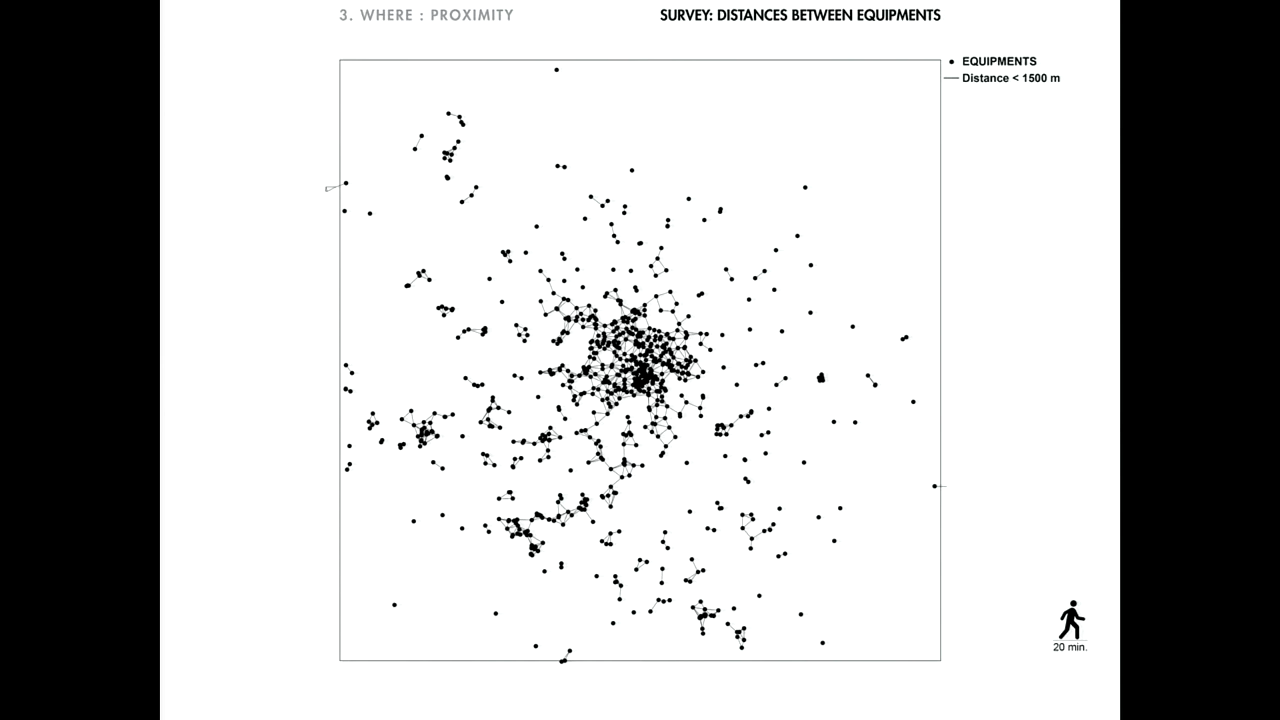 3. WHERE : PROXIMITY
SURVEY: DISTANCES BETWEEN EQUIPMENTS
EQUIPMENTS
Distance < 1500 m
20 min.